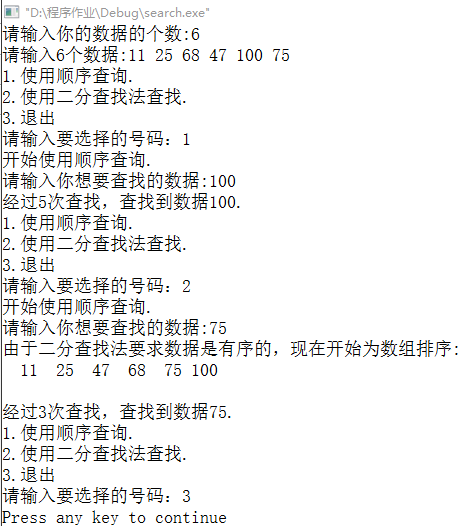 "D:\程序作业\Debug\search.exe"
请输入你的数据的个数:6
请输入6个数据:11 25 68 47 100 75
1.使用顺序查询.
2.使用二分查找法查找.
3.退出
请输入要选择的号码：1
开始使用顺序查询.
请输入你想要查找的数据:100
经过5次查找，查找到数据100.
1.使用顺序查询.
2.使用二分查找法查找.
3.退出
请输入要选择的号码：2
开始使用顺序查询.
请输入你想要查找的数据:75
由于二分查找法要求数据是有序的，现在开始为数组排序:
11 25 47 68 75 100
经过3次查找，查找到数据75.
1.使用顺序查询.
2.使用二分查找法查找.
3.退出
请输入要选择的号码：3
Press any key to continue